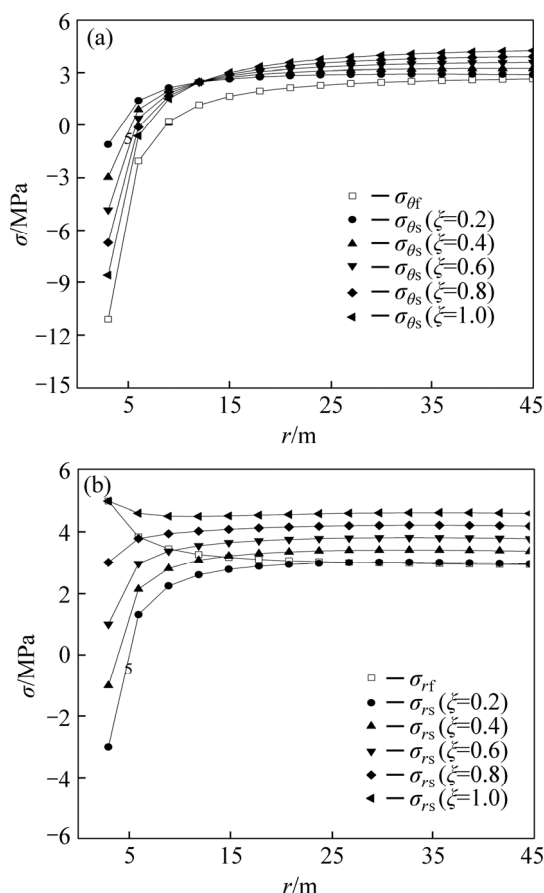 (a)
6
3
0
−3
−6
−9
−12
−15
σ/MPa
5
— σθf
— σθs (ξ=0.2)
— σθs (ξ=0.4)
— σθs (ξ=0.6)
— σθs (ξ=0.8)
— σθs (ξ=1.0)
5 15 25 35 45
r/m
(b)
6
4
2
0
−2
−4
−6
σ/MPa
5
— σrf
— σrs (ξ=0.2)
— σrs (ξ=0.4)
— σrs (ξ=0.6)
— σrs (ξ=0.8)
— σrs (ξ=1.0)
5 15 25 35 45
r/m